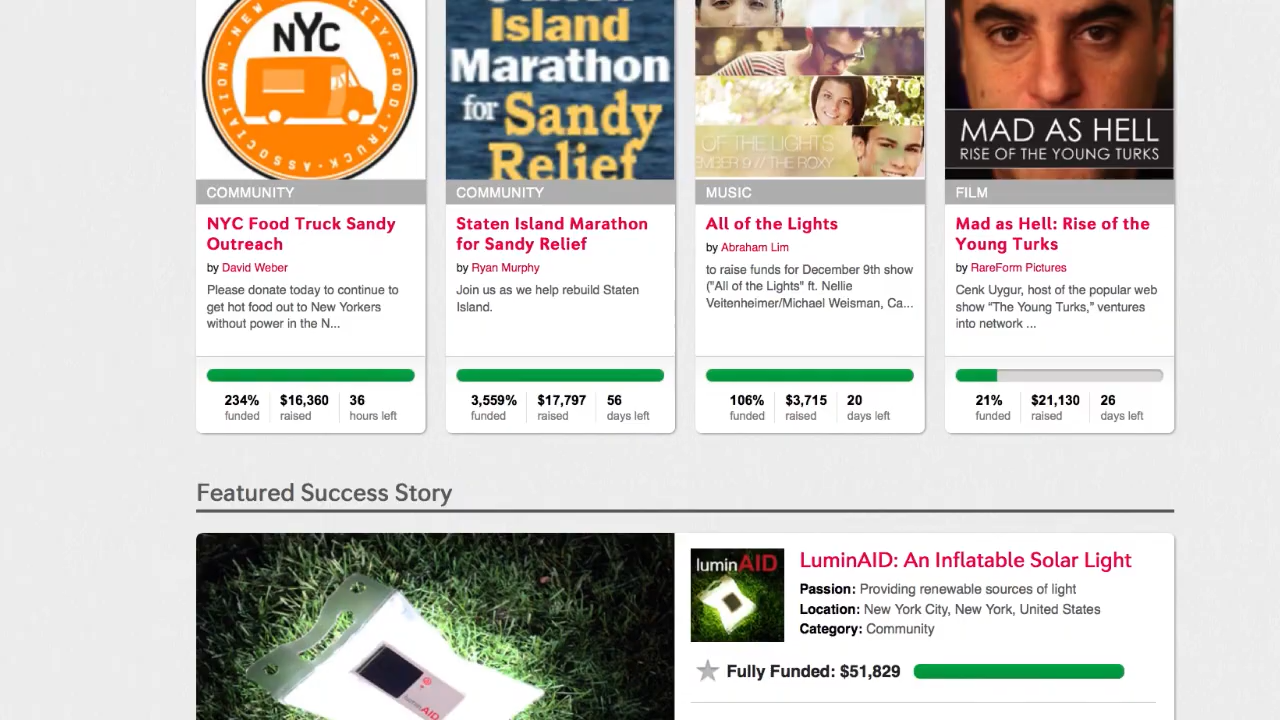 NEW CITY FOOD TRUCK ASSOCIATION
NYC
Island
Marathon
for Sandy
Relief
OF THE LIGHTS
MBER 9 // THE ROXY
MAD AS HELL
RISE OF THE YOUNG TURKS
COMMUNITY
COMMUNITY
MUSIC
FILM
NYC Food Truck Sandy
Outreach
by David Weber
Please donate today to continue to
get hot food out to New Yorkers
without power in the N...
234% $16,360 36
funded raised hours left
Staten Island Marathon
for Sandy Relief
by Ryan Murphy
Join us as we help rebuild Staten
Island.
3,559% $17,797 56
funded raised days left
All of the Lights
by Abraham Lim
to raise funds for December 9th show
("All of the Lights" ft. Nellie
Veitenheimer/Michael Weisman, Ca...
106% $3,715 20
funded raised days left
Mad as Hell: Rise of the
Young Turks
by RareForm Pictures
Cenk Uygur, host of the popular web
show “The Young Turks,” ventures
into network ...
21% $21,130 26
funded raised days left
Featured Success Story
luminAID
luminAID
LuminAID: An Inflatable Solar Light
Passion: Providing renewable sources of light
Location: New York City, New York, United States
Category: Community
Fully Funded: $51,829